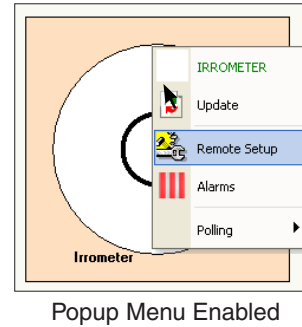 IRROMETER
Update
Remote Setup
Alarms
Polling
Irrometer
Popup Menu Enabled